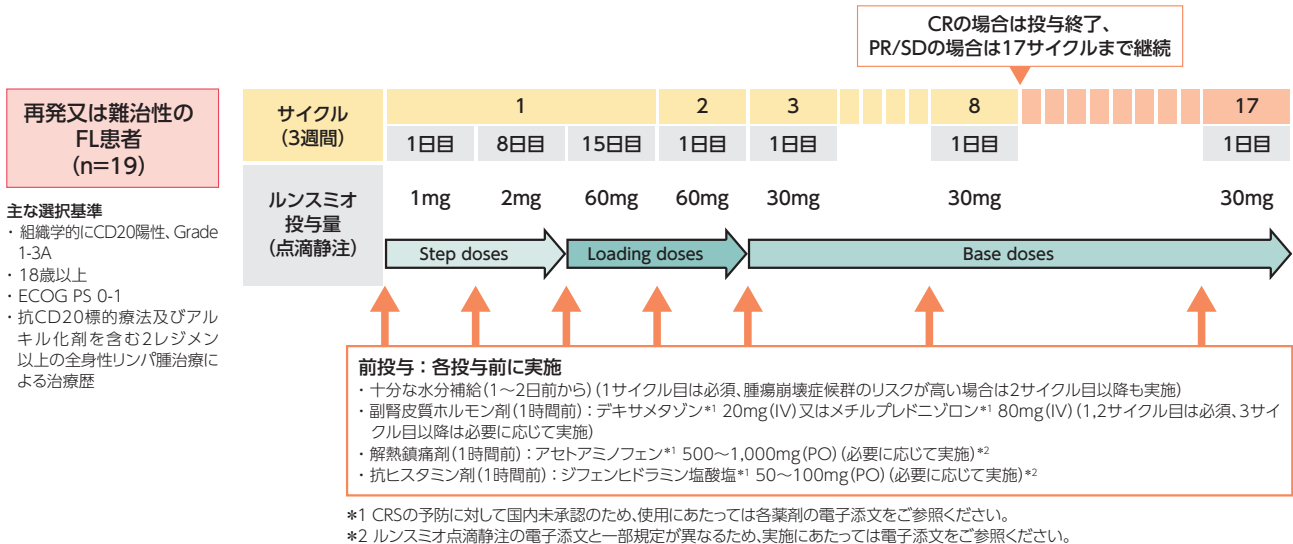 CRの場合は投与終了、
PR/SDの場合は17サイクルまで継続
再発又は難治性の
FL患者
(n=19)
主な選択基準
・組織学的にCD20陽性、Grade
1-3A
・18歳以上
・ECOG PS 0-1
・抗CD20標的療法及びアル
キル化剤を含む2レジメン
以上の全身性リンパ腫治療に
よる治療歴
サイクル
(3週間)
1 2 3 8 17
1日目 8日目 15日目 1日目 1日目 1日目 1日目
ルンスミオ
投与量
(点滴静注)
1mg 2mg 60mg 60mg 30mg 30mg 30mg
Step doses Loading doses Base doses
前投与：各投与前に実施
・十分な水分補給(1～2日前から)(1サイクル目は必須、腫瘍崩壊症候群のリスクが高い場合は2サイクル目以降も実施)
・副腎皮質ホルモン剤(1時間前)：デキサメタゾン*1 20mg(IV)又はメチルプレドニゾロン*1 80mg(IV)(1,2サイクル目は必須、3サイ
クル目以降は必要に応じて実施)
・解熱鎮痛剤(1時間前)：アセトアミノフェン*1 500～1,000mg(PO)(必要に応じて実施)*2
・抗ヒスタミン剤(1時間前)：ジフェンヒドラミン塩酸塩*1 50～100mg(PO)(必要に応じて実施)*2
*1 CRSの予防に対して国内未承認のため、使用にあたっては各薬剤の電子添文をご参照ください。
*2 ルンスミオ点滴静注の電子添文と一部規定が異なるため、実施にあたっては電子添文をご参照ください。